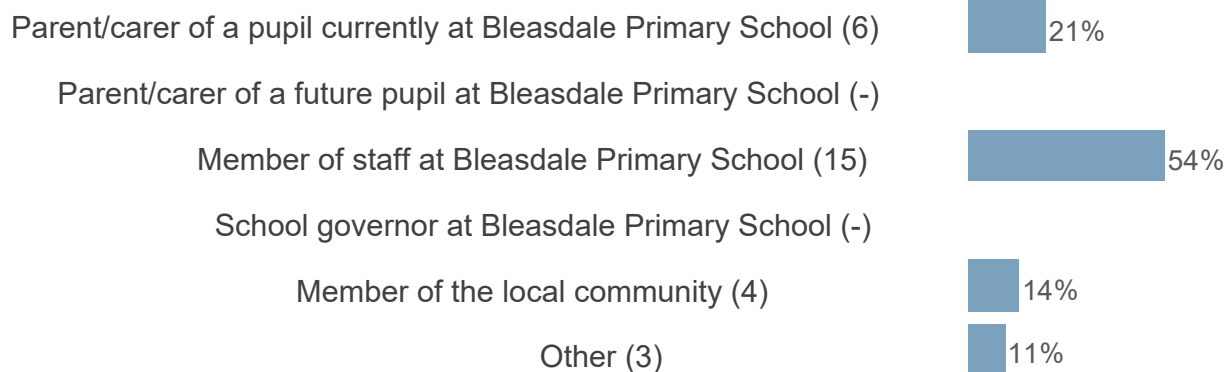 Parent/carer of a pupil currently at Bleasdale Primary School (6) 21%
Parent/carer of a future pupil at Bleasdale Primary School (-)
Member of staff at Bleasdale Primary School (15) 54%
School governor at Bleasdale Primary School (-)
Member of the local community (4) 14%
Other (3) 11%